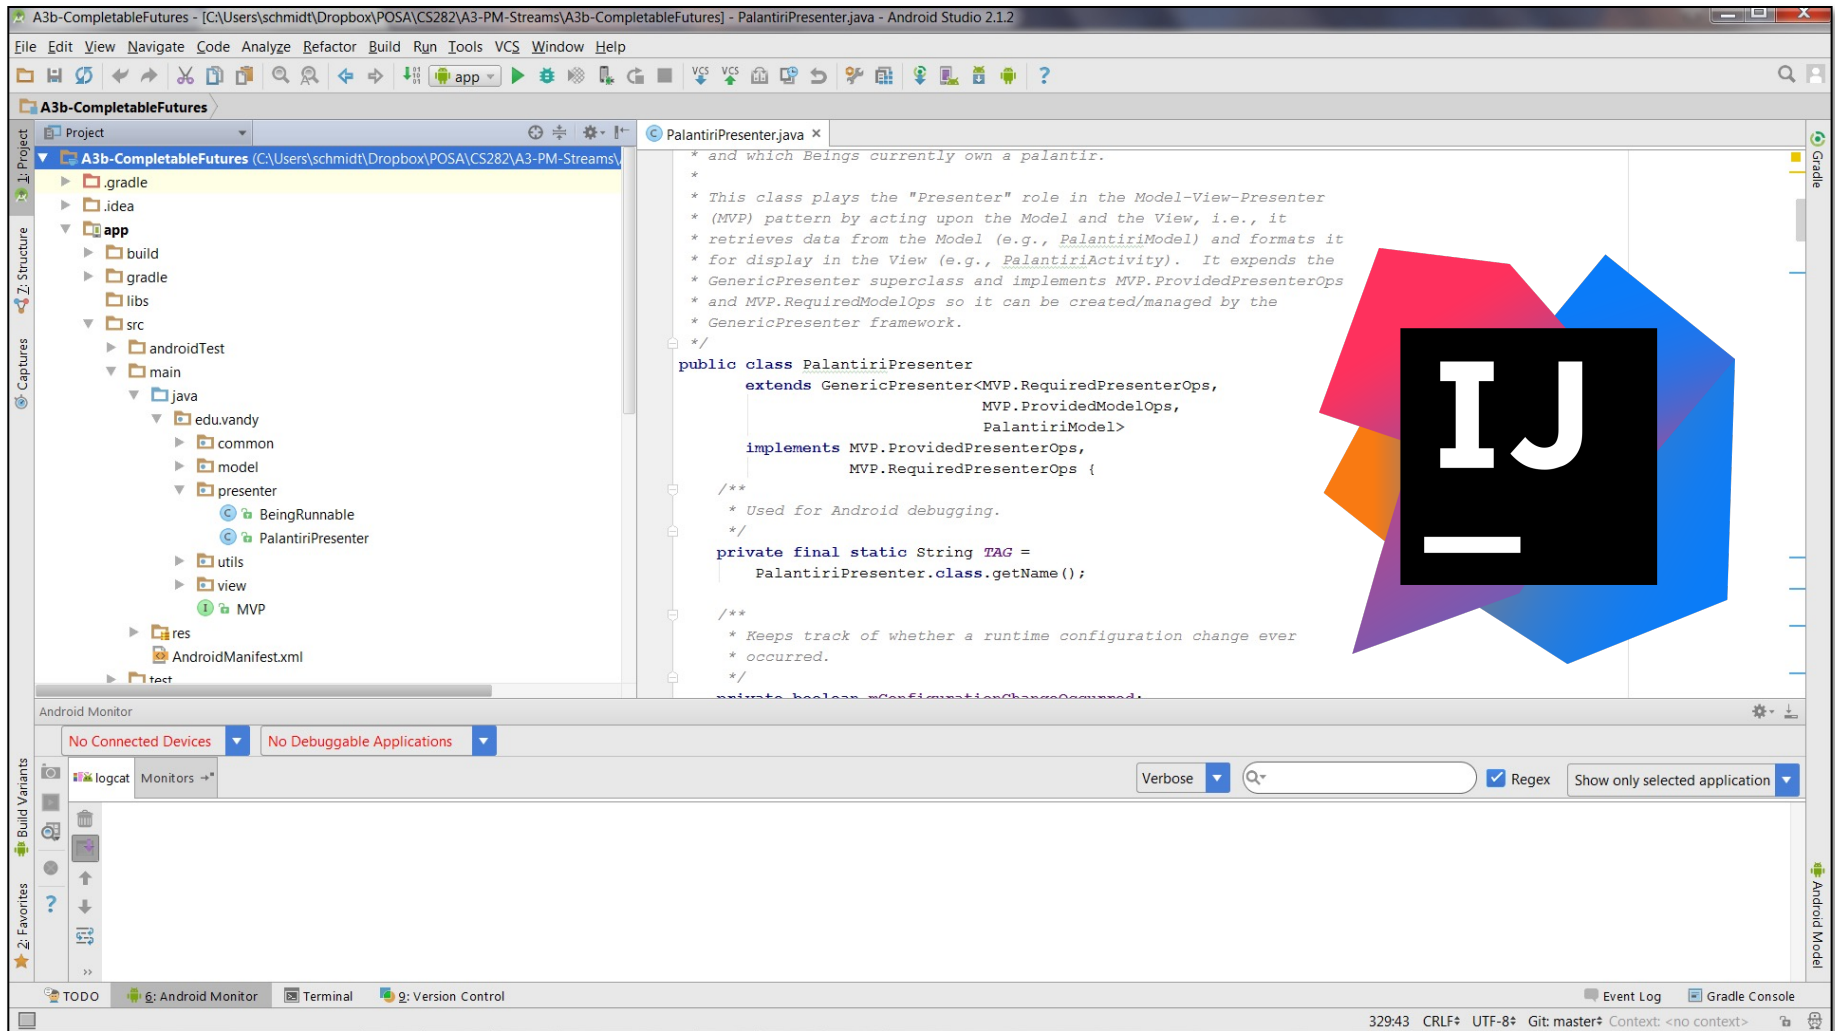 A3b-CompletableFutures - [C:\Users\schmidt\Dropbox\POSA\CS282\A3-PM-Streams\A3b-CompletableFutures] - PalantiriPresenter.java - Android Studio 2.1.2
File Edit View Navigate Code Analyze Refactor Build Run Tools VCS Window Help
app
VCS VCS
A3b-CompletableFutures
1: Project
7: Structure
Captures
Build Variants
2: Favorites
Project
A3b-CompletableFutures (C:\Users\schmidt\Dropbox\POSA\CS282\A3-PM-Streams\
.gradle
.idea
app
build
gradle
libs
src
androidTest
main
java
edu.vandy
common
model
presenter
BeingRunnable
PalantiriPresenter
utils
view
MVP
res
AndroidManifest.xml
test
PalantiriPresenter.java
* and which Beings currently own a palantir.
*
* This class plays the "Presenter" role in the Model-View-Presenter
* (MVP) pattern by acting upon the Model and the View, i.e., it
* retrieves data from the Model (e.g., PalantiriModel) and formats it
* for display in the View (e.g., PalantiriActivity).  It expends the
* GenericPresenter superclass and implements MVP.ProvidedPresenterOps
* and MVP.RequiredModelOps so it can be created/managed by the
* GenericPresenter framework.
*/
public class PalantiriPresenter
extends GenericPresenter<MVP.RequiredPresenterOps,
MVP.ProvidedModelOps,
PalantiriModel>
implements MVP.ProvidedPresenterOps,
MVP.RequiredPresenterOps {
/**
* Used for Android debugging.
*/
private final static String TAG =
PalantiriPresenter.class.getName();
/**
* Keeps track of whether a runtime configuration change ever
* occurred.
*/
private boolean mConfigurationChangeOccurred;
IJ
Gradle
Android Model
Android Monitor
No Connected Devices No Debuggable Applications
logcat Monitors
Verbose Regex Show only selected application
TODO 6: Android Monitor Terminal 9: Version Control Event Log Gradle Console
329:43 CRLF UTF-8 Git: master Context: <no context>